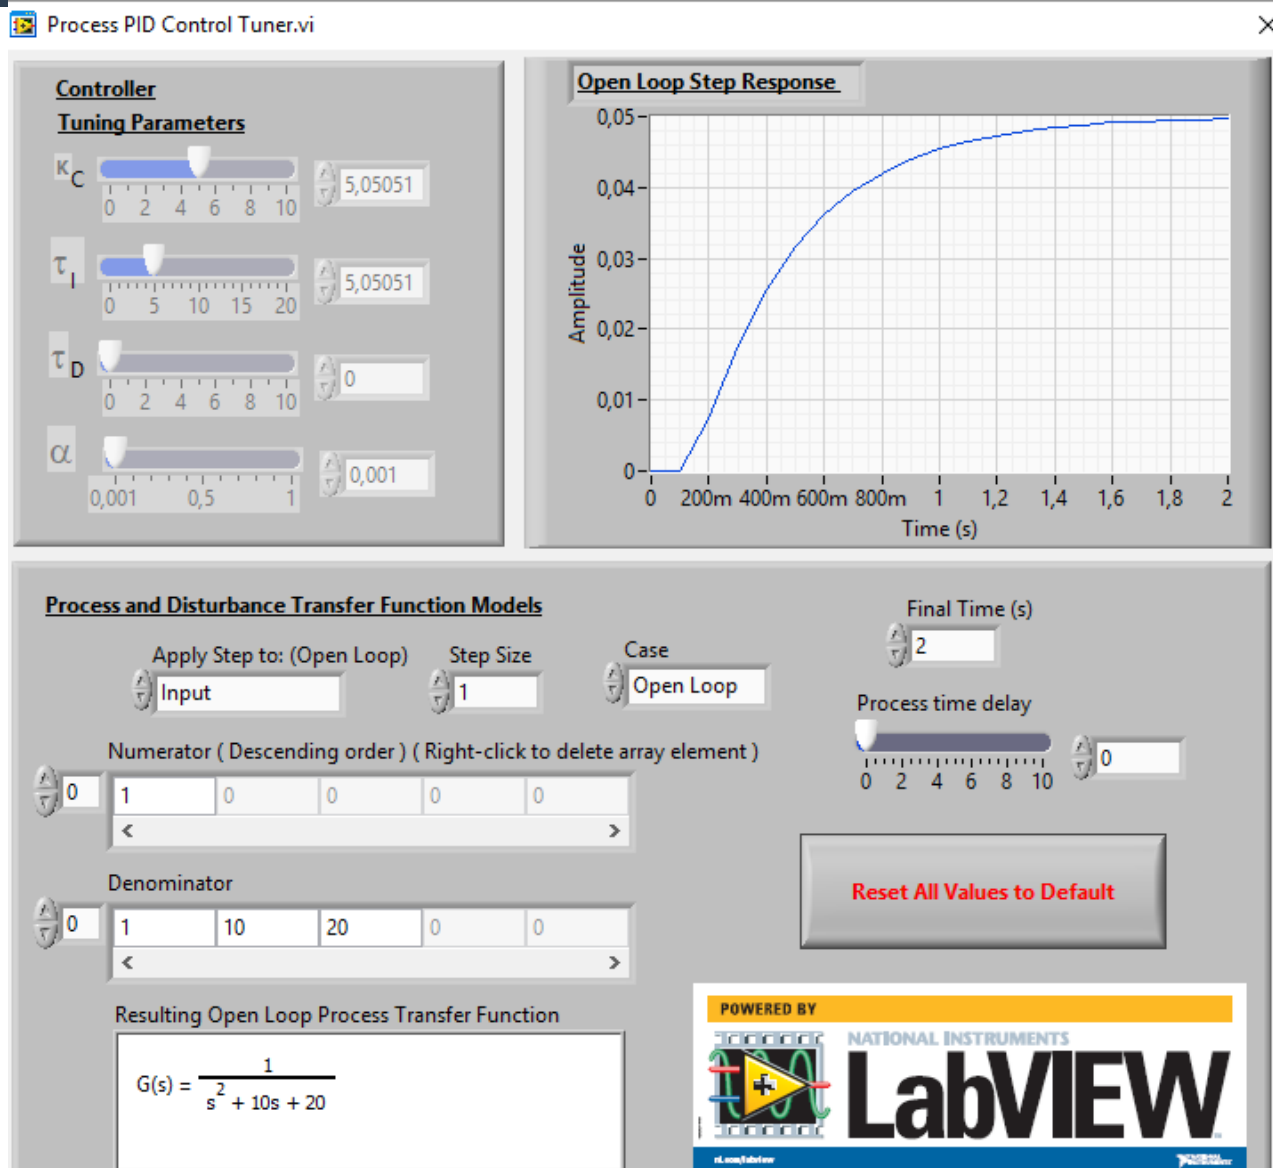 Process PID Control Tuner.vi
Controller
Tuning Parameters
K C
5,05051
0 2 4 6 8 10
τ I
5,05051
0 5 10 15 20
τ D
0
0 2 4 6 8 10
α
0,001
0,001 0,5 1
Open Loop Step Response
0,05
0,04
0,03
0,02
0,01
0
Amplitude
0 200m 400m 600m 800m 1 1,2 1,4 1,6 1,8 2
Time (s)
Process and Disturbance Transfer Function Models
Apply Step to: (Open Loop) Step Size Case
Input 1 Open Loop
Final Time (s)
2
Process time delay
0
0 2 4 6 8 10
Numerator ( Descending order ) ( Right-click to delete array element )
0 1 0 0 0 0
Denominator
0 1 10 20 0 0
Reset All Values to Default
Resulting Open Loop Process Transfer Function
1
G(s) =
s² + 10s + 20
POWERED BY
NATIONAL INSTRUMENTS
LabVIEW
ni.com/labview